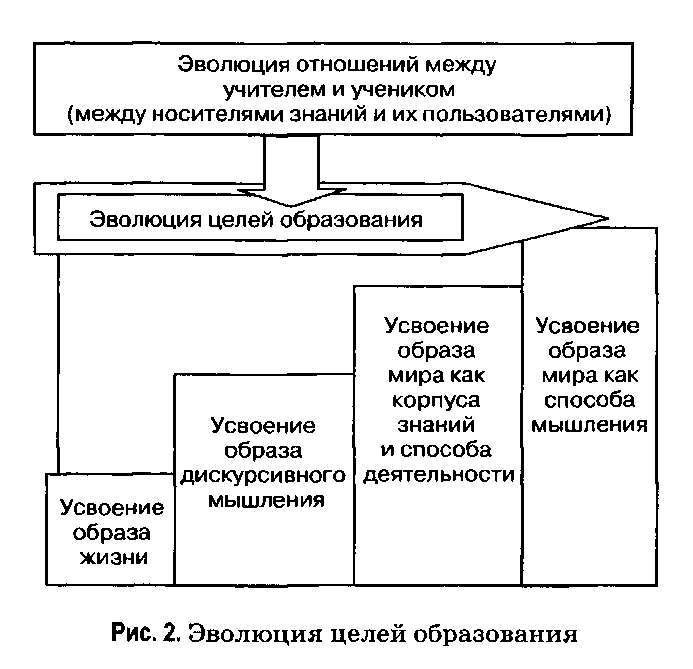 Эволюция отношений между
учителем и учеником
(между носителями знаний и их пользователями)
Эволюция целей образования
Усвоение
образа
жизни
Усвоение
образа
дискурсивного
мышления
Усвоение
образа
мира как
корпуса
знаний
и способа
деятельности
Усвоение
образа
мира как
способа
мышления
Рис. 2. Эволюция целей образования